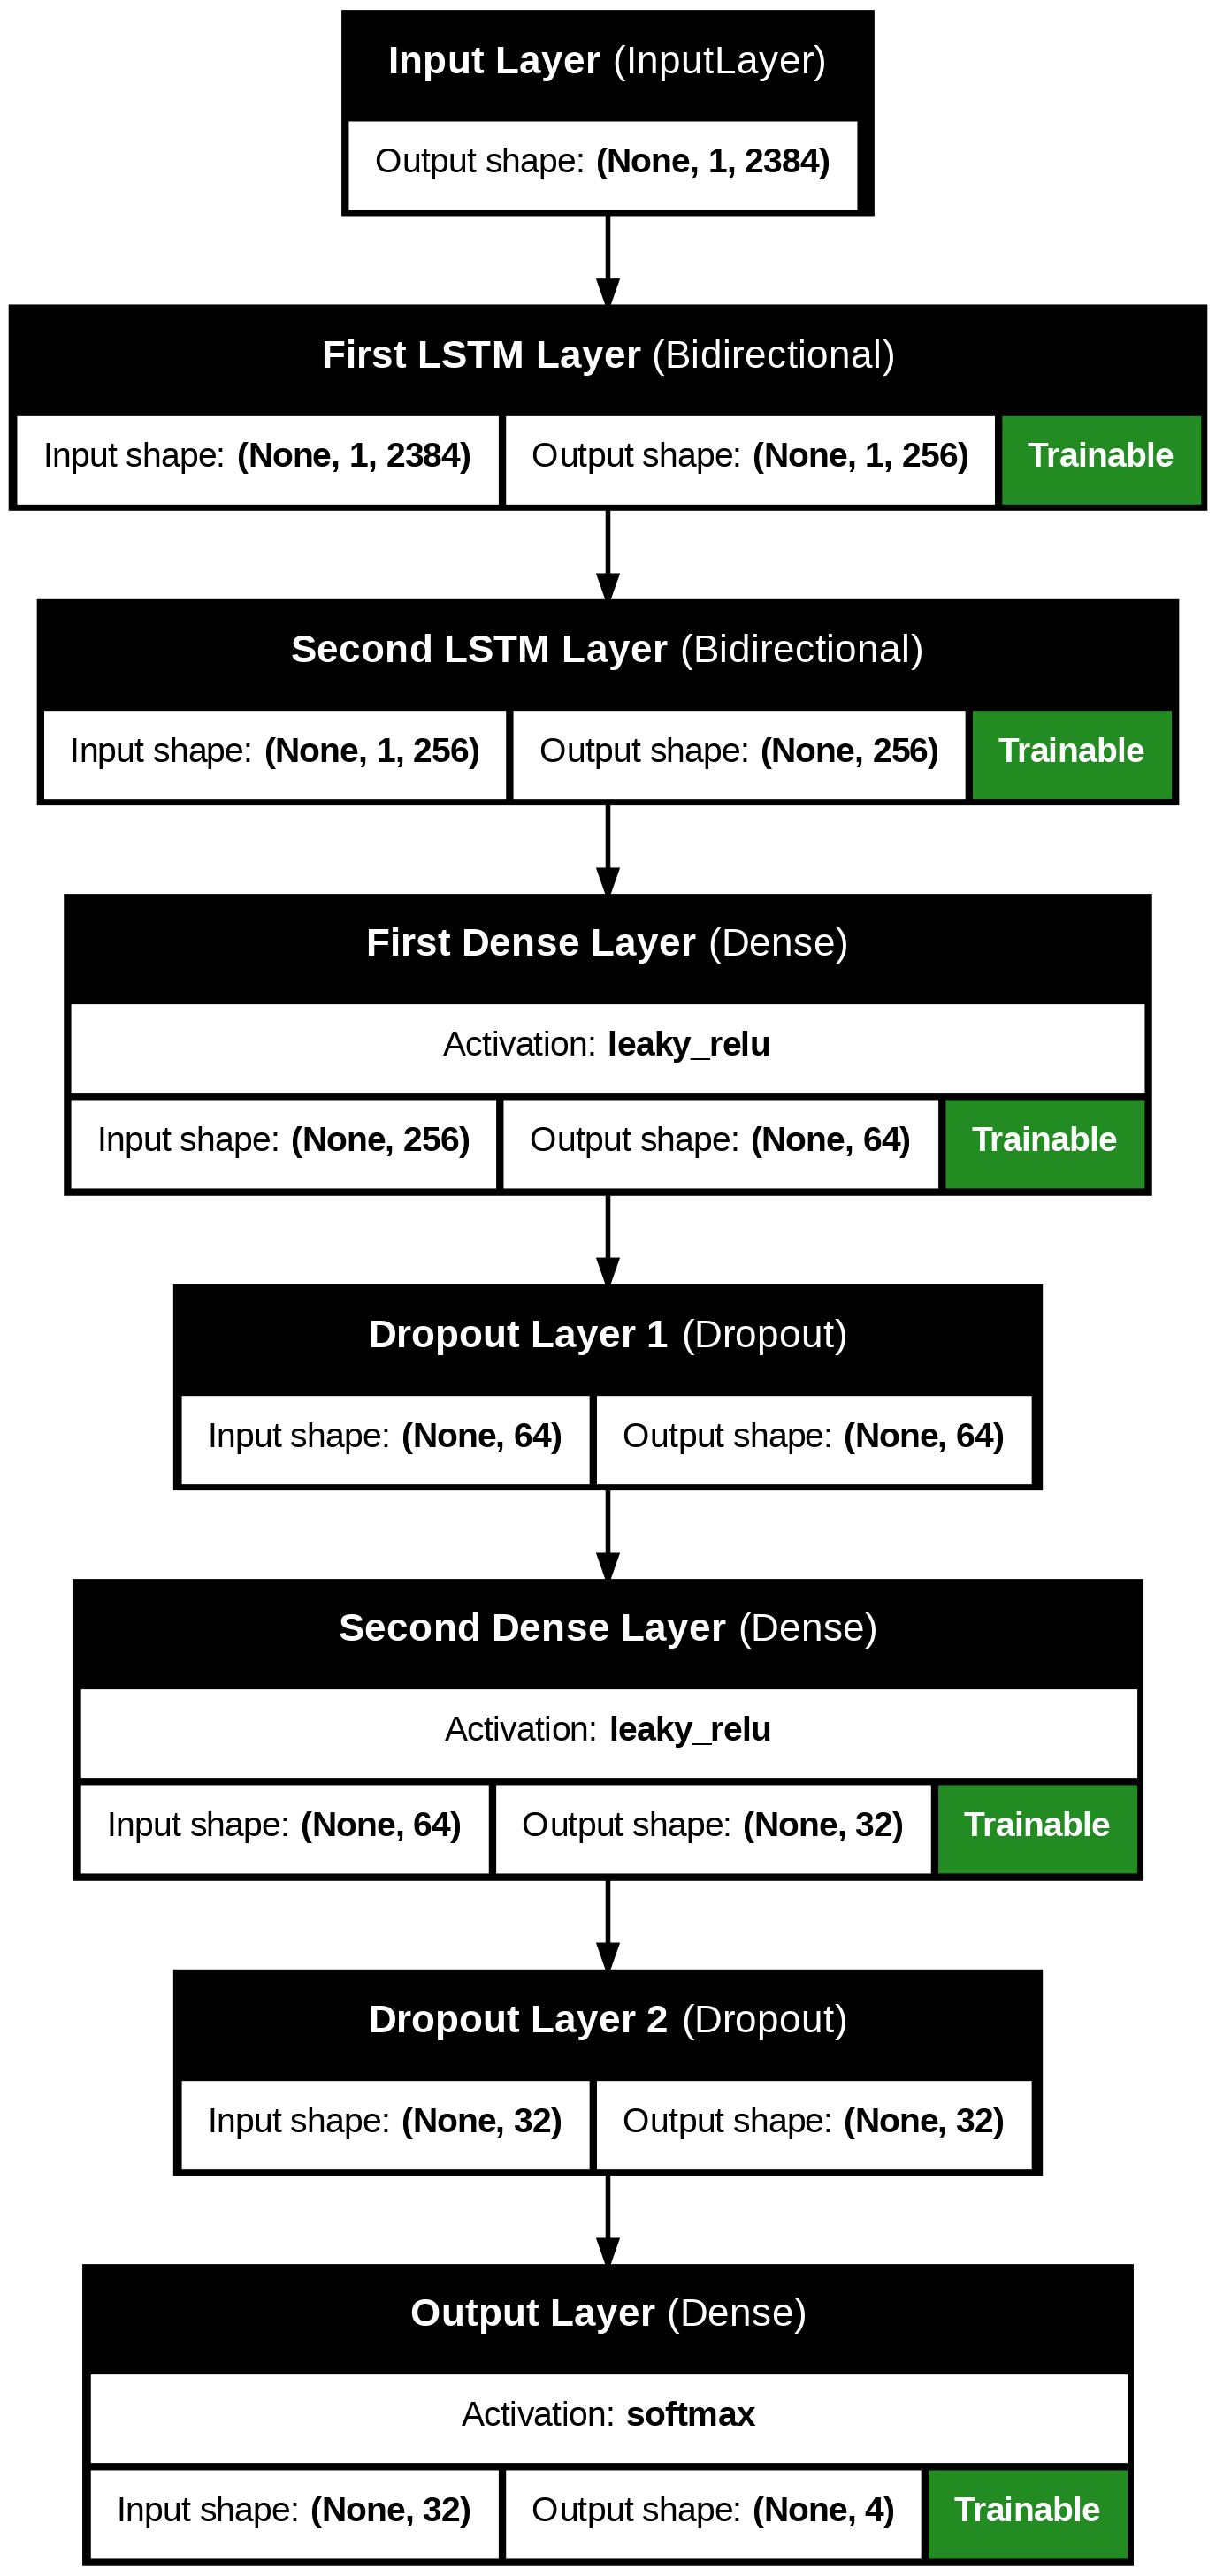 Input Layer (InputLayer)
Output shape: (None, 1, 2384)
First LSTM Layer (Bidirectional)
Input shape: (None, 1, 2384) Output shape: (None, 1, 256) Trainable
Second LSTM Layer (Bidirectional)
Input shape: (None, 1, 256) Output shape: (None, 256) Trainable
First Dense Layer (Dense)
Activation: leaky_relu
Input shape: (None, 256) Output shape: (None, 64) Trainable
Dropout Layer 1 (Dropout)
Input shape: (None, 64) Output shape: (None, 64)
Second Dense Layer (Dense)
Activation: leaky_relu
Input shape: (None, 64) Output shape: (None, 32) Trainable
Dropout Layer 2 (Dropout)
Input shape: (None, 32) Output shape: (None, 32)
Output Layer (Dense)
Activation: softmax
Input shape: (None, 32) Output shape: (None, 4) Trainable